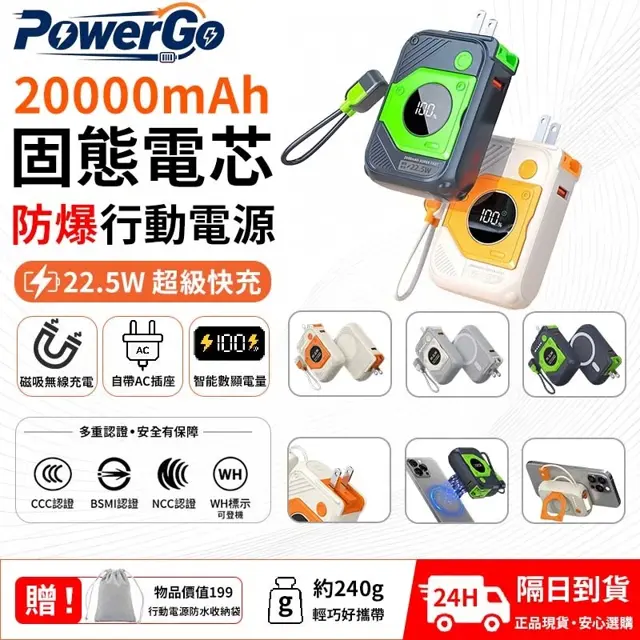 PowerGo
20000mAh
固態電芯
防爆行動電源
22.5W 超級快充
100%
22.5W
100%
磁吸無線充電
AC
自帶AC插座
100
智能數顯電量
多重認證・安全有保障
CCC認證
BSMI認證
NCC認證
WH
WH標示
可登機
贈！
物品價值199
行動電源防水收納袋
g
約240g
輕巧好攜帶
24H
隔日到貨
正品現貨・安心選購